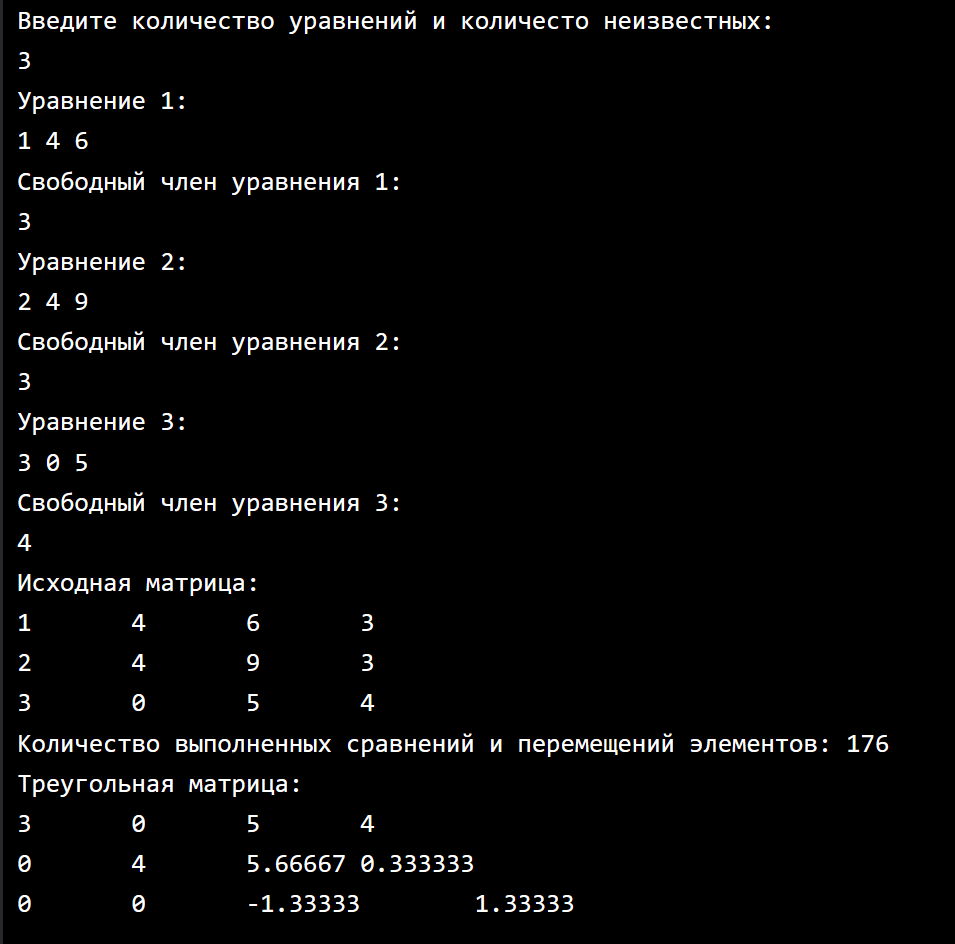 Введите количество уравнений и количесто неизвестных:
3
Уравнение 1:
1 4 6
Свободный член уравнения 1:
3
Уравнение 2:
2 4 9
Свободный член уравнения 2:
3
Уравнение 3:
3 0 5
Свободный член уравнения 3:
4
Исходная матрица:
1 4 6 3
2 4 9 3
3 0 5 4
Количество выполненных сравнений и перемещений элементов: 176
Треугольная матрица:
3 0 5 4
0 4 5.66667 0.333333
0 0 -1.33333 1.33333